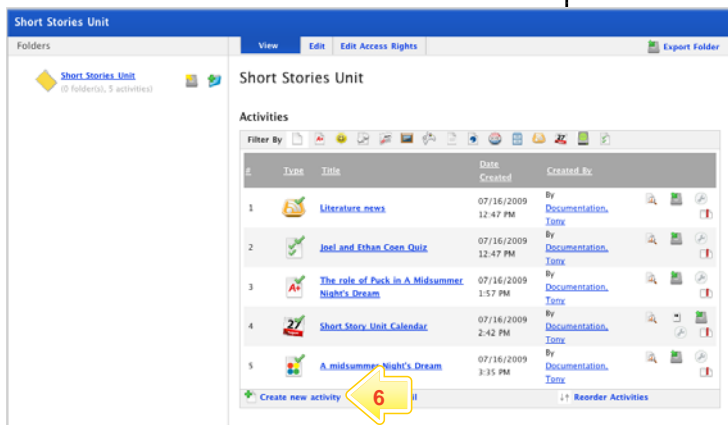 Short Stories Unit
Folders
View Edit Edit Access Rights Export Folder
Short Stories Unit
(0 folder(s), 5 activities)
Short Stories Unit
Activities
Filter By
# Type Title Date Created Created By
1 Literature news 07/16/2009 12:47 PM By Documentation, Tony
2 Joel and Ethan Coen Quiz 07/16/2009 12:47 PM By Documentation, Tony
A+
3 The role of Puck in A Midsummer Night's Dream 07/16/2009 1:57 PM By Documentation, Tony
27
4 Short Story Unit Calendar 07/16/2009 2:42 PM By Documentation, Tony
5 A midsummer Night's Dream 07/16/2009 3:35 PM By Documentation, Tony
Create new activity 6 Reorder Activities